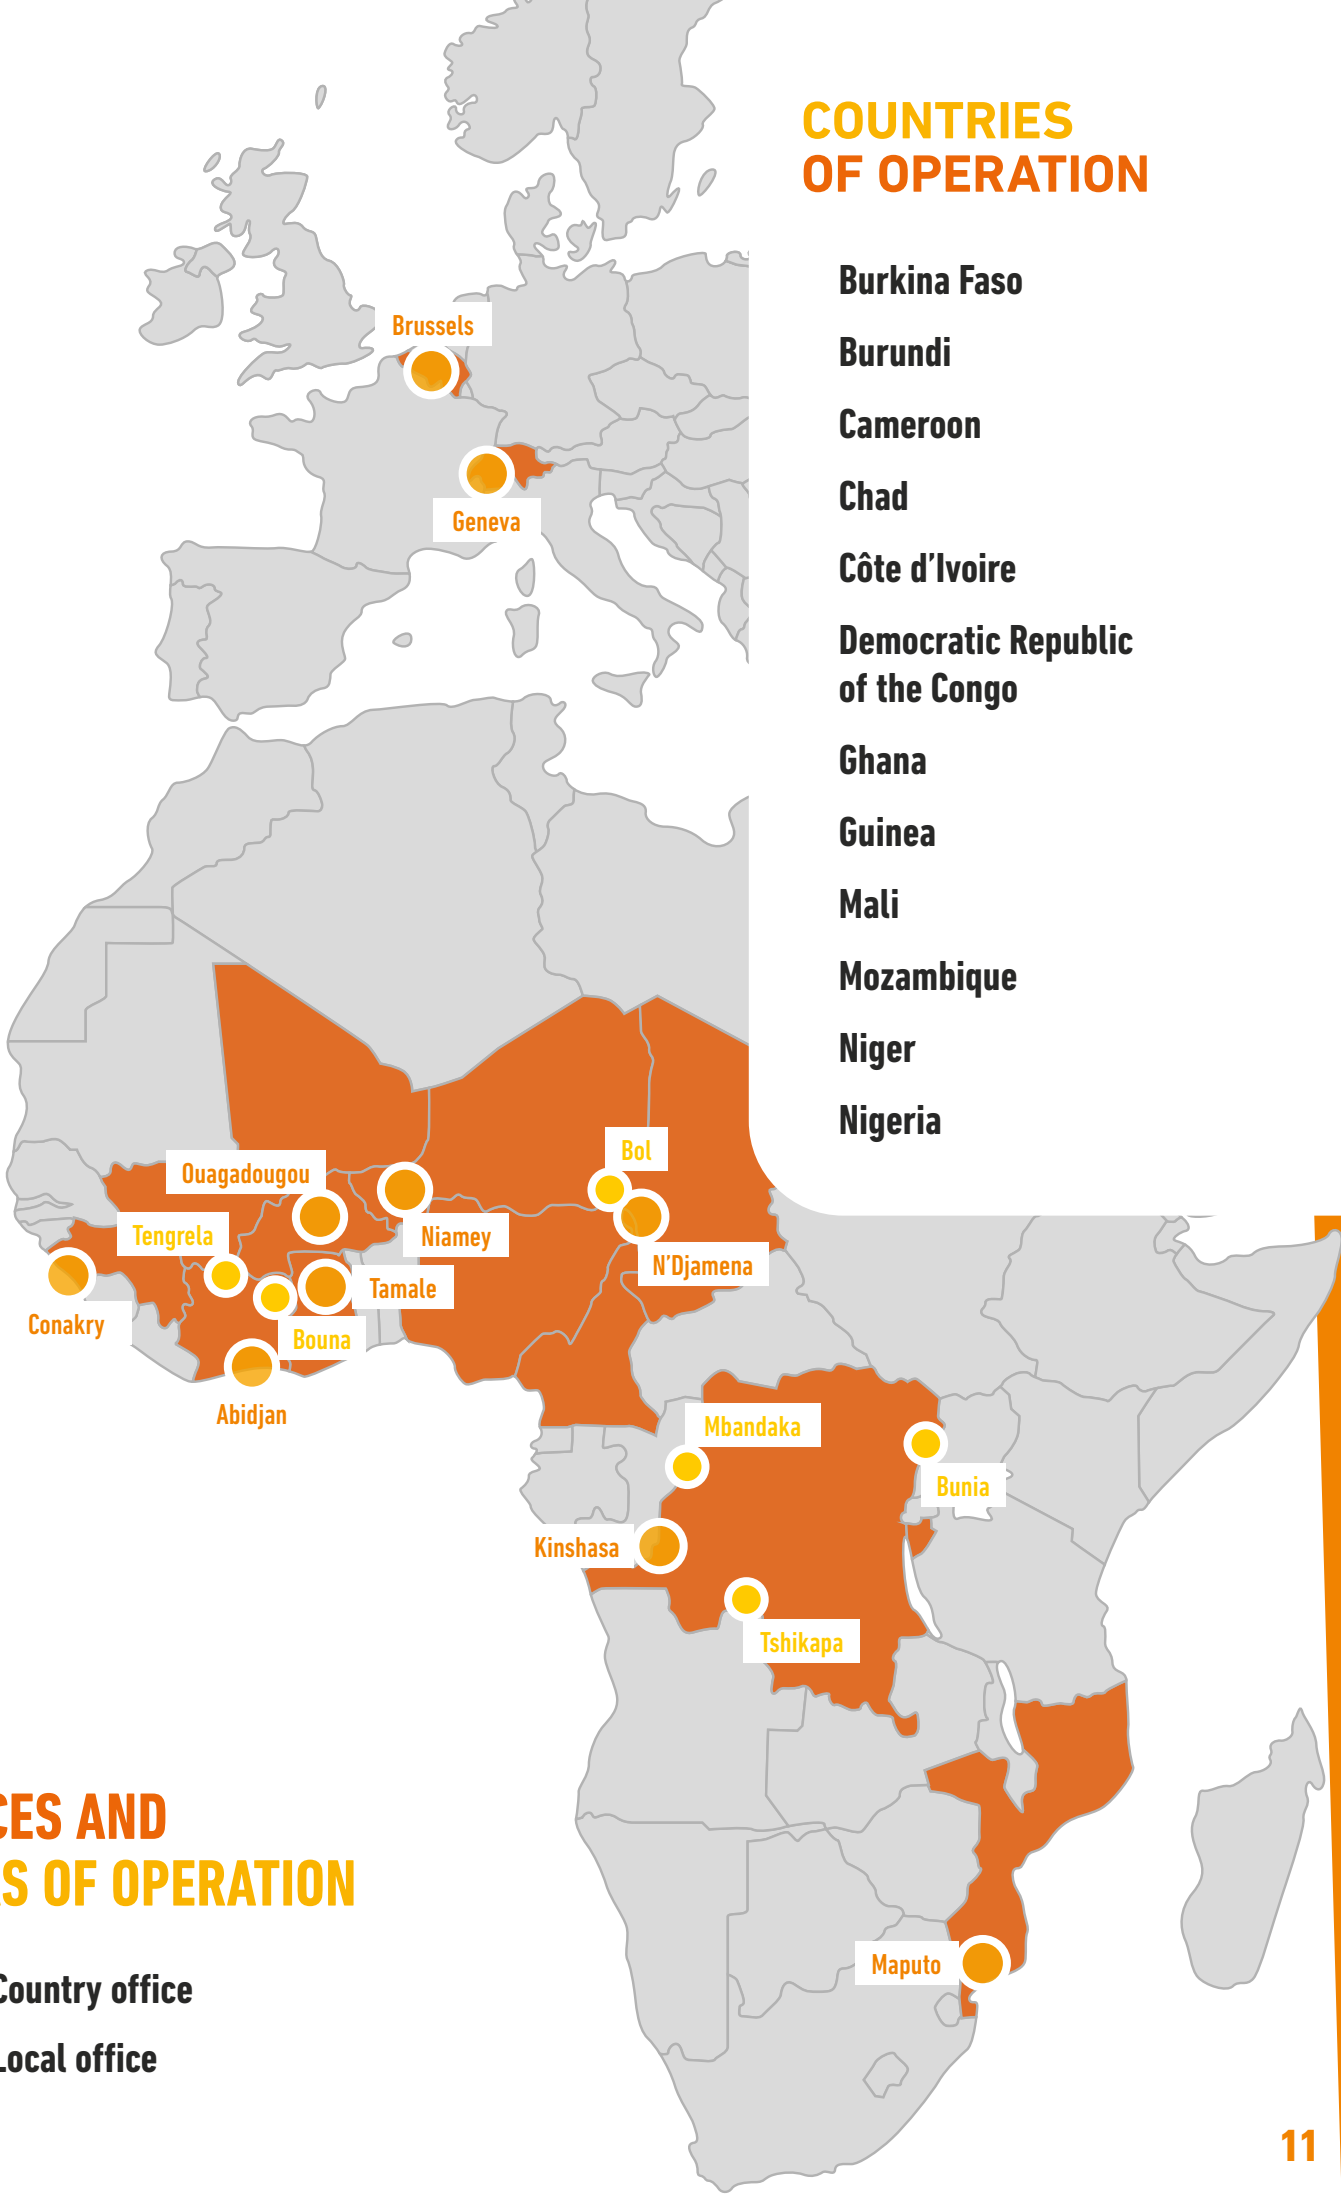 COUNTRIES
OF OPERATION
Burkina Faso
Burundi
Cameroon
Chad
Côte d’Ivoire
Democratic Republic
of the Congo
Ghana
Guinea
Mali
Mozambique
Niger
Nigeria
Brussels
Geneva
Bol
Ouagadougou
Tengrela
Niamey
N’Djamena
Tamale
Conakry
Bouna
Abidjan
Mbandaka
Bunia
Kinshasa
Tshikapa
Maputo
CES AND
S OF OPERATION
Country office
Local office
11